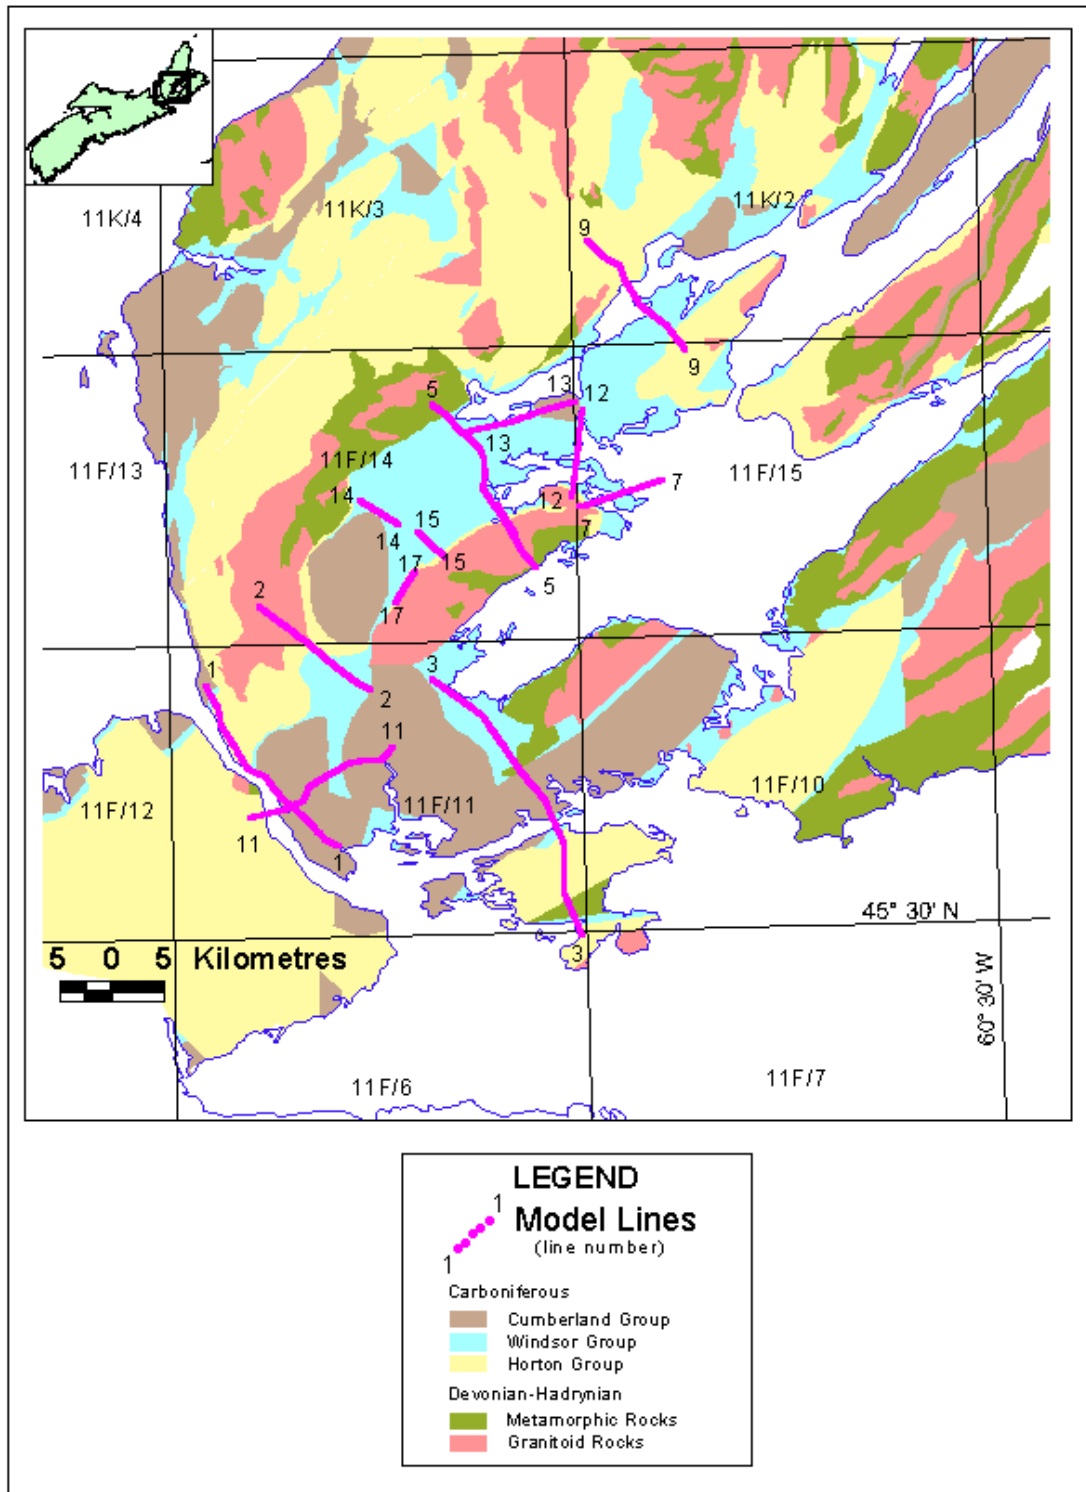 11K/4
11K/3
11K/2
9
9
13
12
5
13
11F/13
11F/14
11F/15
14
12
7
7
15
14
15
17
5
2
17
1
3
2
11
11F/12
11F/11
11F/10
11
1
45° 30' N
3
5 0 5 Kilometres
60° 30' W
11F/6
11F/7
LEGEND
1
Model Lines
(line number)
1
Carboniferous
Cumberland Group
Windsor Group
Horton Group
Devonian-Hadrynian
Metamorphic Rocks
Granitoid Rocks